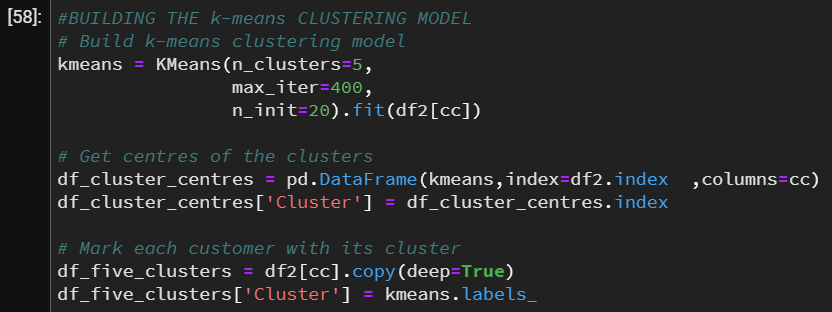 [58]:
#BUILDING THE k-means CLUSTERING MODEL
# Build k-means clustering model
kmeans = KMeans(n_clusters=5,
                max_iter=400,
                n_init=20).fit(df2[cc])

# Get centres of the clusters
df_cluster_centres = pd.DataFrame(kmeans,index=df2.index  ,columns=cc)
df_cluster_centres['Cluster'] = df_cluster_centres.index

# Mark each customer with its cluster
df_five_clusters = df2[cc].copy(deep=True)
df_five_clusters['Cluster'] = kmeans.labels_